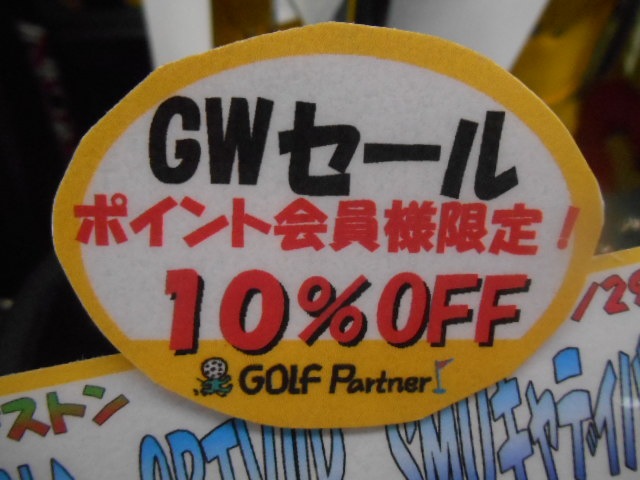 GWセール
ポイント会員様限定！
10%OFF
GOLF Partner
ストン